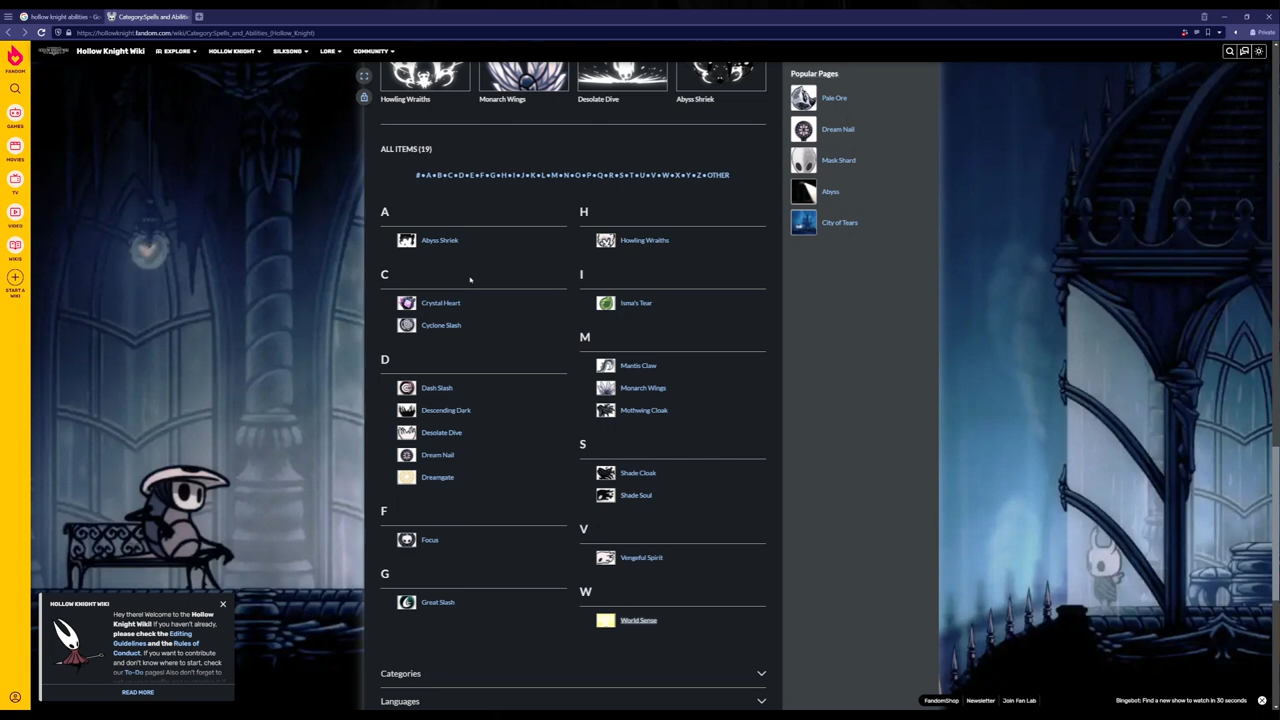 hollow knight abilities - Go
Category:Spells and Abilitie
https://hollowknight.fandom.com/wiki/Category:Spells_and_Abilities_(Hollow_Knight)
Private
FANDOM
Hollow Knight Wiki
EXPLORE
HOLLOW KNIGHT
SILKSONG
LORE
COMMUNITY
GAMES
MOVIES
TV
VIDEO
WIKIS
START A
WIKI
Howling Wraiths
Monarch Wings
Desolate Dive
Abyss Shriek
ALL ITEMS (19)
# • A • B • C • D • E • F • G • H • I • J • K • L • M • N • O • P • Q • R • S • T • U • V • W • X • Y • Z • OTHER
A
Abyss Shriek
C
Crystal Heart
Cyclone Slash
D
Dash Slash
Descending Dark
Desolate Dive
Dream Nail
Dreamgate
F
Focus
G
Great Slash
H
Howling Wraiths
I
Isma's Tear
M
Mantis Claw
Monarch Wings
Mothwing Cloak
S
Shade Cloak
Shade Soul
V
Vengeful Spirit
W
World Sense
Categories
Languages
Popular Pages
Pale Ore
Dream Nail
Mask Shard
Abyss
City of Tears
HOLLOW KNIGHT WIKI
Hey there! Welcome to the Hollow
Knight Wiki! If you haven't already,
please check the Editing
Guidelines and the Rules of
Conduct. If you want to contribute
and don't know where to start, check
our To-Do pages! Also don't forget to
READ MORE
FandomShop
Newsletter
Join Fan Lab
Bingebot: Find a new show to watch in 30 seconds